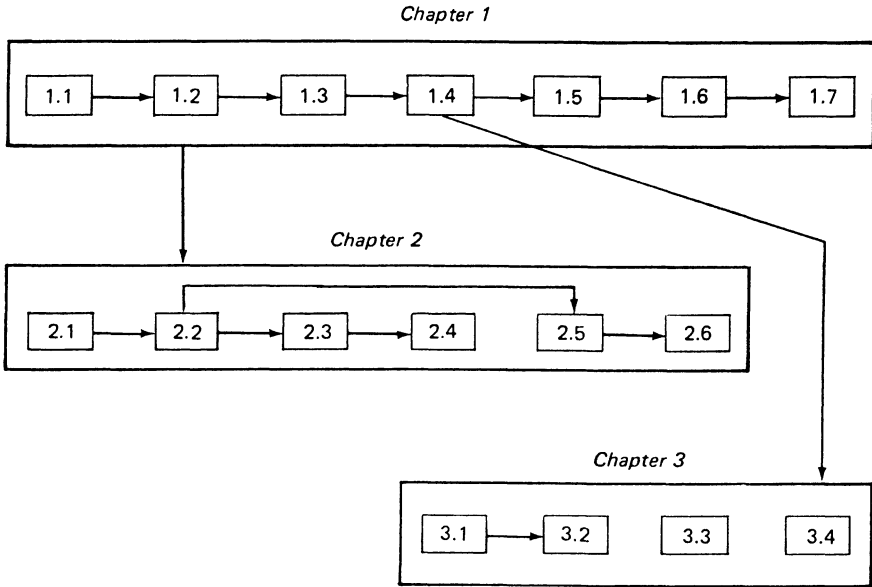 Chapter 1
1.1 1.2 1.3 1.4 1.5 1.6 1.7
Chapter 2
2.1 2.2 2.3 2.4 2.5 2.6
Chapter 3
3.1 3.2 3.3 3.4